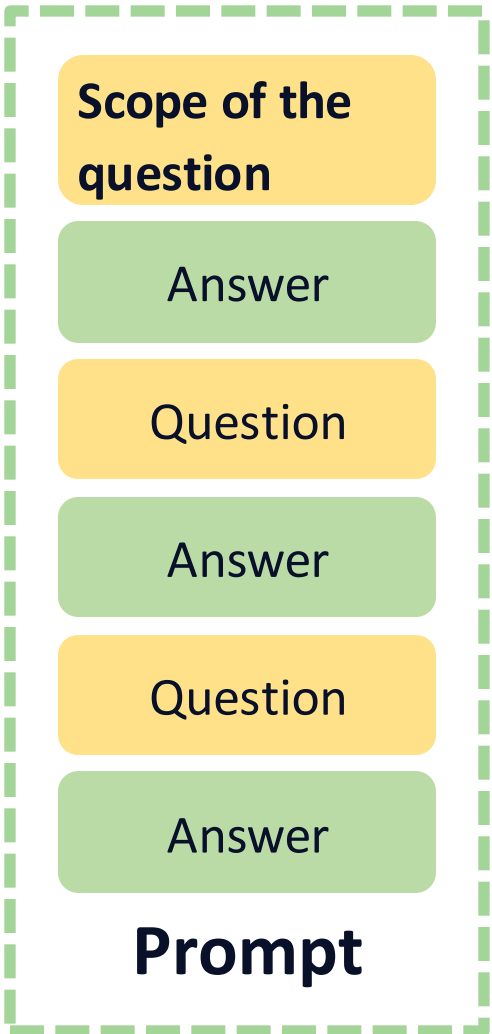 Scope of the
question
Answer
Question
Answer
Question
Answer
Prompt